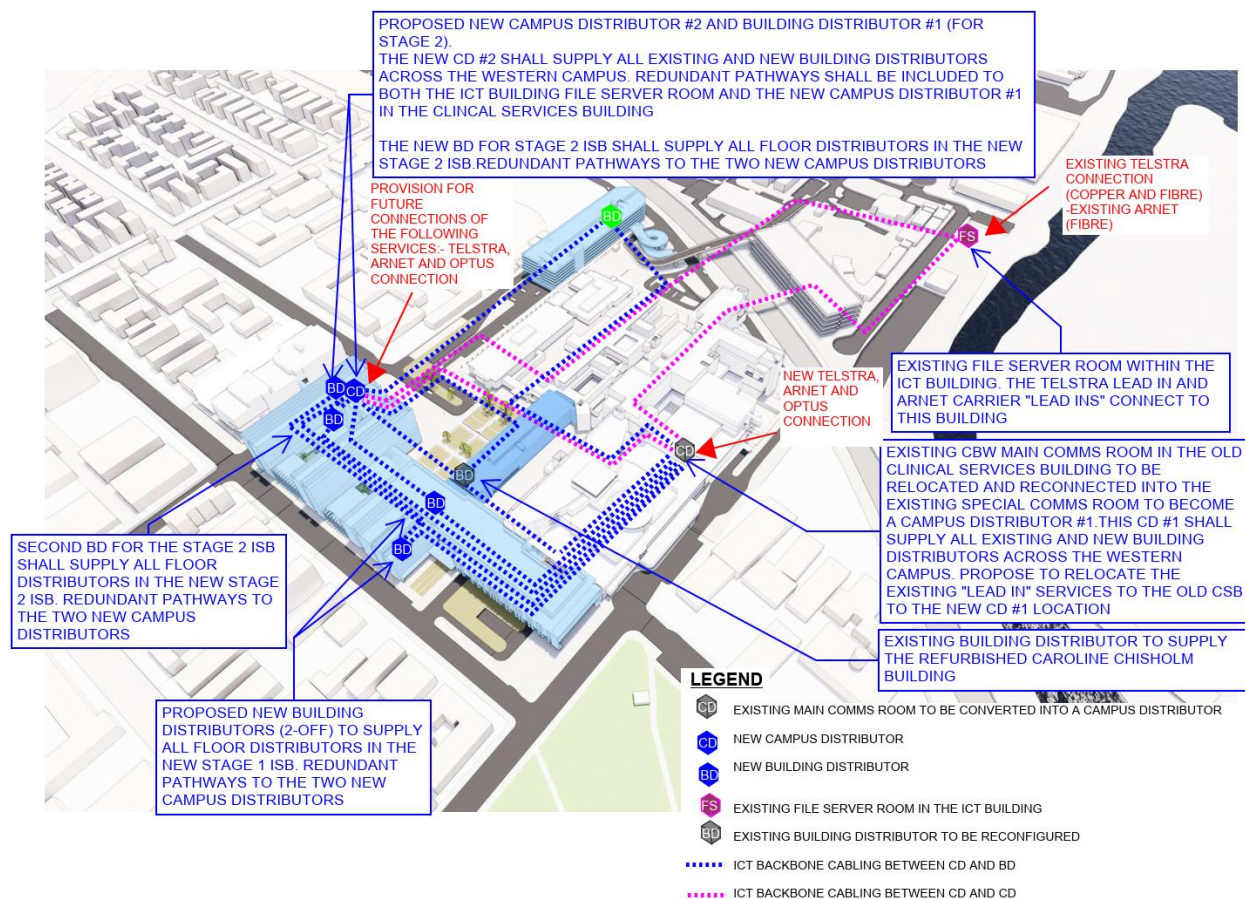 PROPOSED NEW CAMPUS DISTRIBUTOR #2 AND BUILDING DISTRIBUTOR #1 (FOR
STAGE 2).
THE NEW CD #2 SHALL SUPPLY ALL EXISTING AND NEW BUILDING DISTRIBUTORS
ACROSS THE WESTERN CAMPUS. REDUNDANT PATHWAYS SHALL BE INCLUDED TO
BOTH THE ICT BUILDING FILE SERVER ROOM AND THE NEW CAMPUS DISTRIBUTOR #1
IN THE CLINCAL SERVICES BUILDING
THE NEW BD FOR STAGE 2 ISB SHALL SUPPLY ALL FLOOR DISTRIBUTORS IN THE NEW
STAGE 2 ISB.REDUNDANT PATHWAYS TO THE TWO NEW CAMPUS DISTRIBUTORS
PROVISION FOR
FUTURE
CONNECTIONS OF
THE FOLLOWING
SERVICES:- TELSTRA,
ARNET AND OPTUS
CONNECTION
EXISTING TELSTRA
CONNECTION
(COPPER AND FIBRE)
-EXISTING ARNET
(FIBRE)
BD
FS
EXISTING FILE SERVER ROOM WITHIN THE
ICT BUILDING. THE TELSTRA LEAD IN AND
ARNET CARRIER "LEAD INS" CONNECT TO
THIS BUILDING
NEW TELSTRA,
ARNET AND
OPTUS
CONNECTION
BD
CD
BD
CD
BD
BD
BD
EXISTING CBW MAIN COMMS ROOM IN THE OLD
CLINICAL SERVICES BUILDING TO BE
RELOCATED AND RECONNECTED INTO THE
EXISTING SPECIAL COMMS ROOM TO BECOME
A CAMPUS DISTRIBUTOR #1.THIS CD #1 SHALL
SUPPLY ALL EXISTING AND NEW BUILDING
DISTRIBUTORS ACROSS THE WESTERN
CAMPUS. PROPOSE TO RELOCATE THE
EXISTING "LEAD IN" SERVICES TO THE OLD CSB
TO THE NEW CD #1 LOCATION
SECOND BD FOR THE STAGE 2 ISB
SHALL SUPPLY ALL FLOOR
DISTRIBUTORS IN THE NEW STAGE
2 ISB. REDUNDANT PATHWAYS TO
THE TWO NEW CAMPUS
DISTRIBUTORS
EXISTING BUILDING DISTRIBUTOR TO SUPPLY
THE REFURBISHED CAROLINE CHISHOLM
BUILDING
PROPOSED NEW BUILDING
DISTRIBUTORS (2-OFF) TO SUPPLY
ALL FLOOR DISTRIBUTORS IN THE
NEW STAGE 1 ISB. REDUNDANT
PATHWAYS TO THE TWO NEW
CAMPUS DISTRIBUTORS
LEGEND
CD EXISTING MAIN COMMS ROOM TO BE CONVERTED INTO A CAMPUS DISTRIBUTOR
CD NEW CAMPUS DISTRIBUTOR
BD NEW BUILDING DISTRIBUTOR
FS EXISTING FILE SERVER ROOM IN THE ICT BUILDING
BD EXISTING BUILDING DISTRIBUTOR TO BE RECONFIGURED
ICT BACKBONE CABLING BETWEEN CD AND BD
ICT BACKBONE CABLING BETWEEN CD AND CD